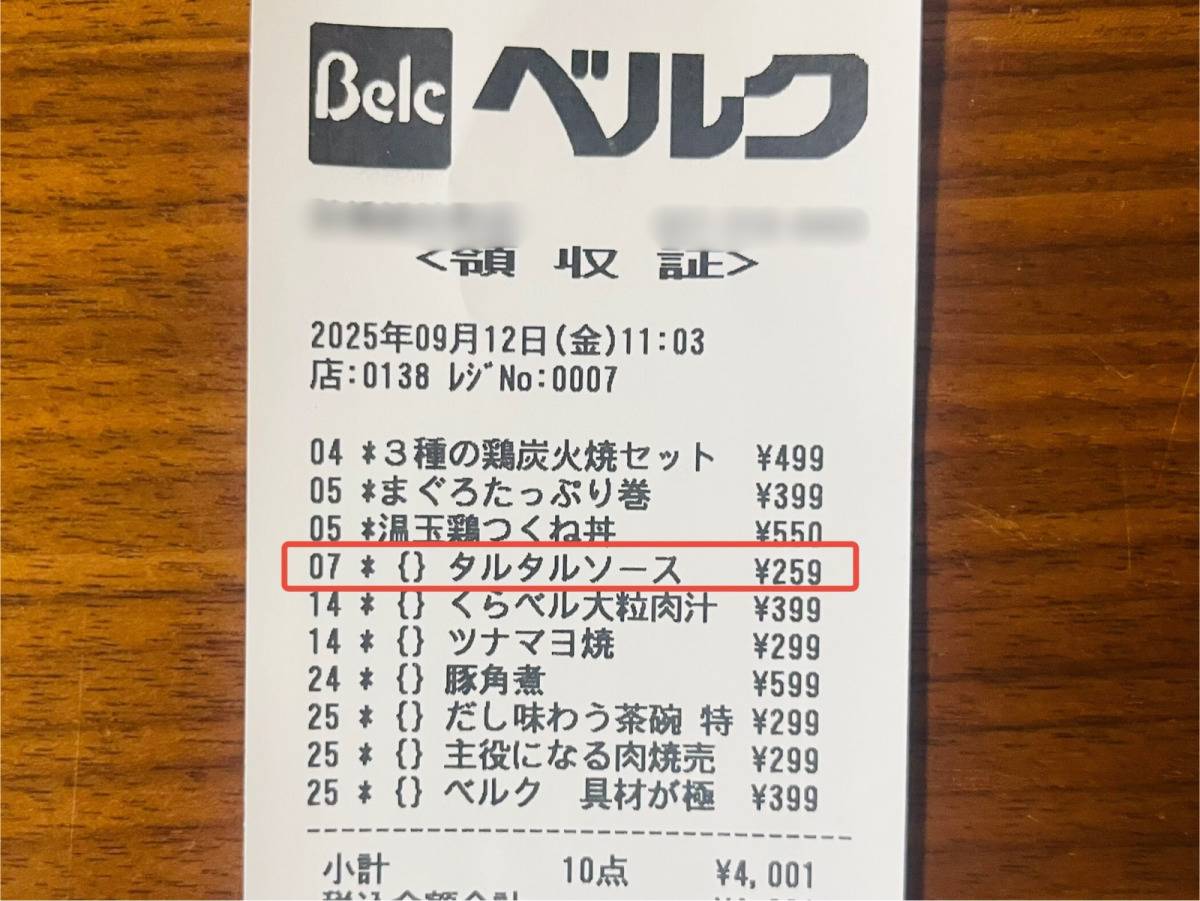 Belc ベルク
<領 収 証>
2025年09月12日(金)11:03
店:0138 ﾚｼﾞNo:0007
04 *3種の鶏炭火焼セット ¥499
05 *まぐろたっぷり巻 ¥399
05 *温玉鶏つくね丼 ¥550
07 * {} タルタルソース ¥259
14 * {} くらベル大粒肉汁 ¥399
14 * {} ツナマヨ焼 ¥299
24 * {} 豚角煮 ¥599
25 * {} だし味わう茶碗 特 ¥299
25 * {} 主役になる肉焼売 ¥299
25 * {} ベルク 具材が極 ¥399
小計 10点 ¥4,001